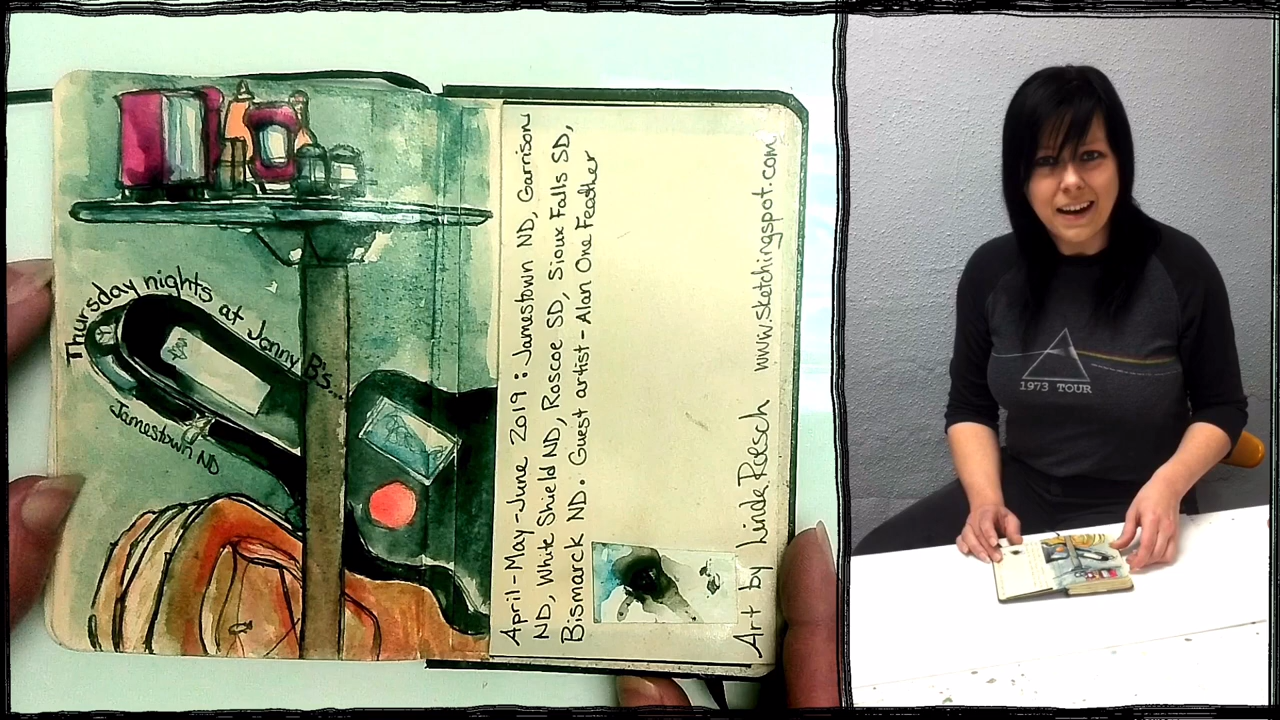 Thursday nights at Jonny B's...
Jamestown ND
April-May-June 2019: Jamestown ND, Garrison
ND, White Shield ND, Roscoe SD, Sioux Falls SD,
Bismarck ND. Guest artist - Alan One Feather
Art by Linda Roesch www.sketchingspot.com
1973 TOUR